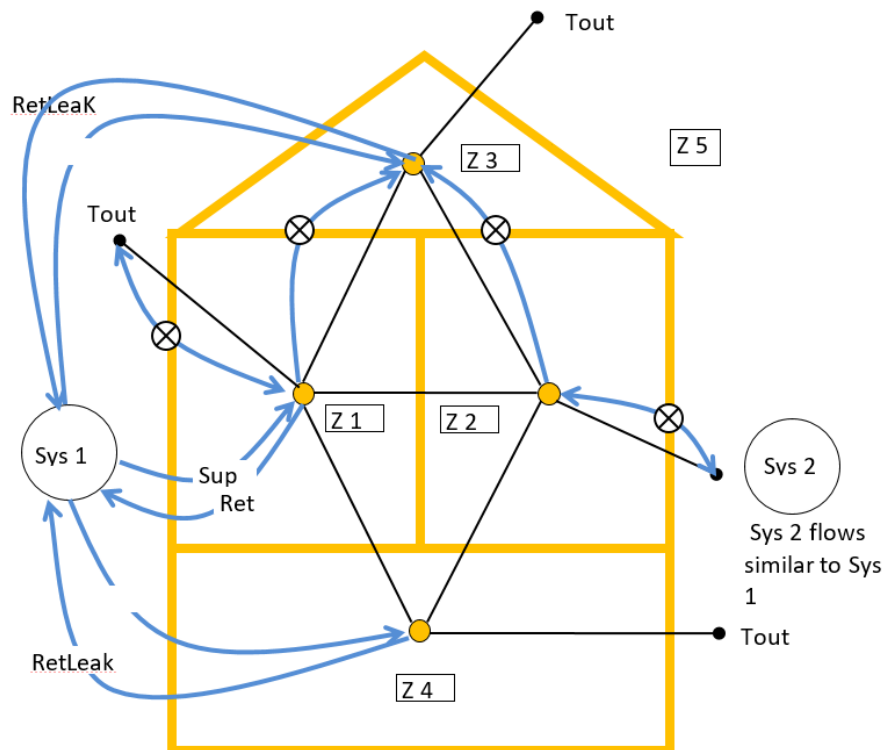 Tout
RetLeaK
Z 3
Z 5
Tout
Z 1
Z 2
Sys 1
Sup
Ret
Sys 2
Sys 2 flows
similar to Sys
1
Tout
RetLeak
Z 4